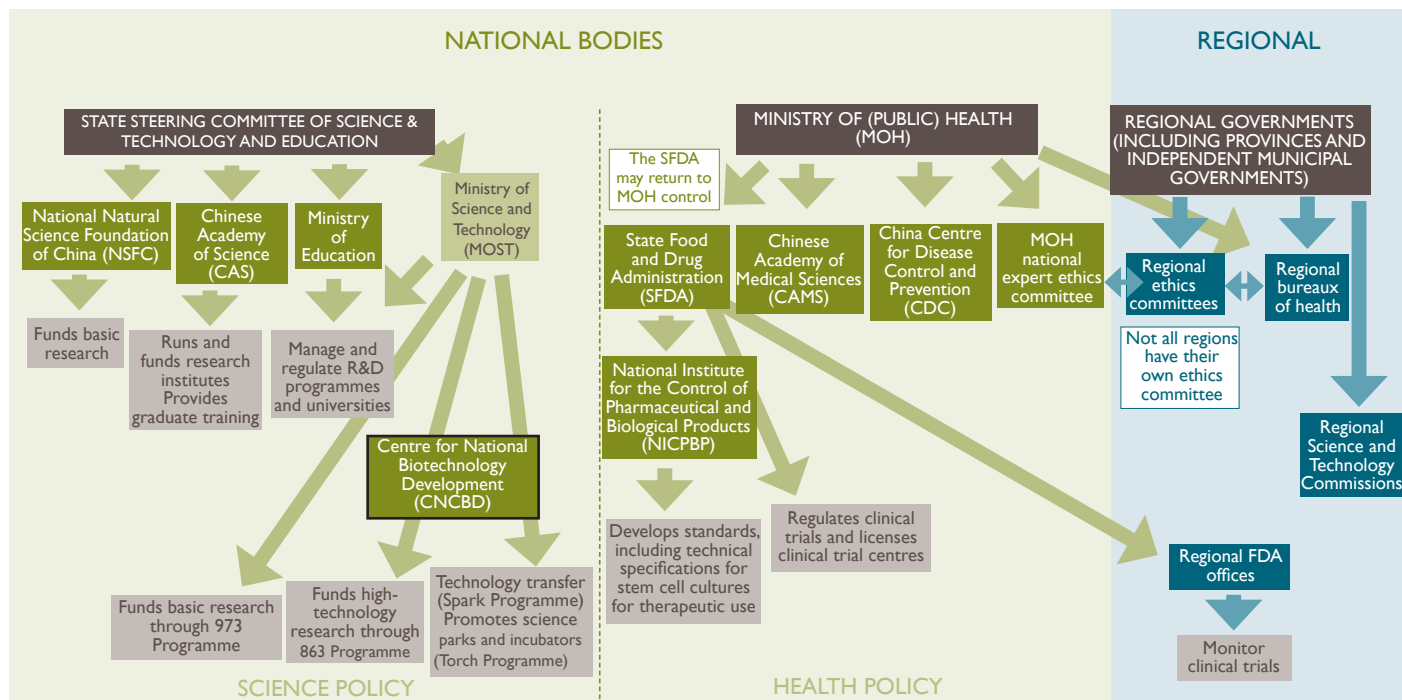 NATIONAL BODIES
REGIONAL
STATE STEERING COMMITTEE OF SCIENCE &
TECHNOLOGY AND EDUCATION
National Natural
Science Foundation
of China (NSFC)
Chinese
Academy
of Science
(CAS)
Ministry
of
Education
Ministry of
Science and
Technology
(MOST)
Funds basic
research
Runs and
funds research
institutes
Provides
graduate training
Manage and
regulate R&D
programmes
and universities
Centre for National
Biotechnology
Development
(CNCBD)
Funds basic research
through 973
Programme
Funds high-
technology
research through
863 Programme
Technology transfer
(Spark Programme)
Promotes science
parks and incubators
(Torch Programme)
SCIENCE POLICY
MINISTRY OF (PUBLIC) HEALTH
(MOH)
The SFDA
may return to
MOH control
State Food
and Drug
Administration
(SFDA)
Chinese
Academy of
Medical Sciences
(CAMS)
China Centre
for Disease
Control and
Prevention
(CDC)
MOH
national
expert ethics
committee
National Institute
for the Control of
Pharmaceutical and
Biological Products
(NICPBP)
Develops standards,
including technical
specifications for
stem cell cultures
for therapeutic use
Regulates clinical
trials and licenses
clinical trial centres
HEALTH POLICY
REGIONAL GOVERNMENTS
(INCLUDING PROVINCES AND
INDEPENDENT MUNICIPAL
GOVERNMENTS)
Regional
ethics
committees
Regional
bureaux
of health
Not all regions
have their
own ethics
committee
Regional
Science and
Technology
Commissions
Regional FDA
offices
Monitor
clinical trials